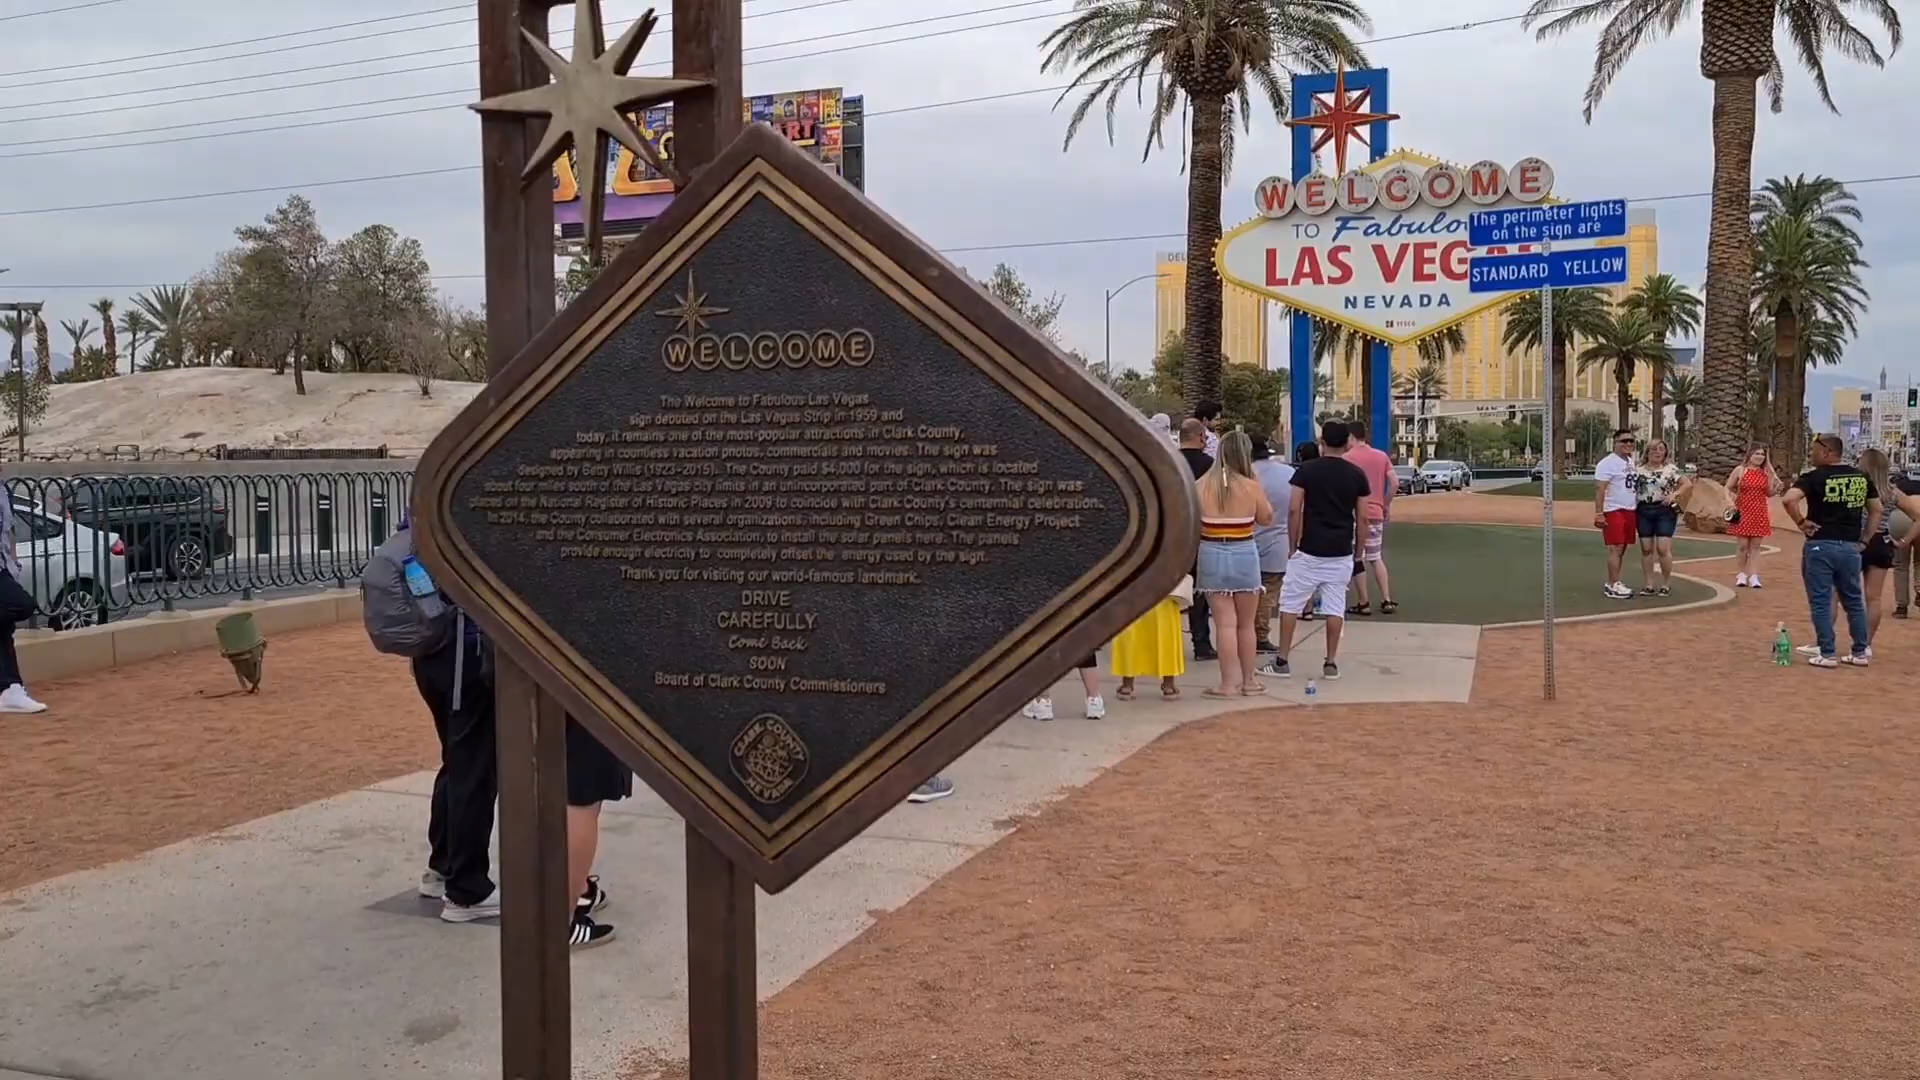 WELCOME
The Welcome to Fabulous Las Vegas
sign debuted on the Las Vegas Strip in 1959 and
today, it remains one of the most-popular attractions in Clark County,
appearing in countless vacation photos, commercials and movies. The sign was
designed by Betty Willis (1923-2015). The County paid $4,000 for the sign, which is located
about four miles south of the Las Vegas city limits in an unincorporated part of Clark County. The sign was
places on the National Register of Historic Places in 2009 to coincide with Clark County's centennial celebration.
In 2014, the County collaborated with several organizations, including Green Chips, Clean Energy Project
and the Consumer Electronics Association, to install the solar panels here. The panels
provide enough electricity to completely offset the energy used by the sign.
Thank you for visiting our world-famous landmark.
DRIVE
CAREFULLY
Come Back
SOON
Board of Clark County Commissioners
CLARK COUNTY
NEVADA
WELCOME
TO Fabulo
LAS VEGA
NEVADA
YESCO
The perimeter lights
on the sign are
STANDARD YELLOW
ART
DEL